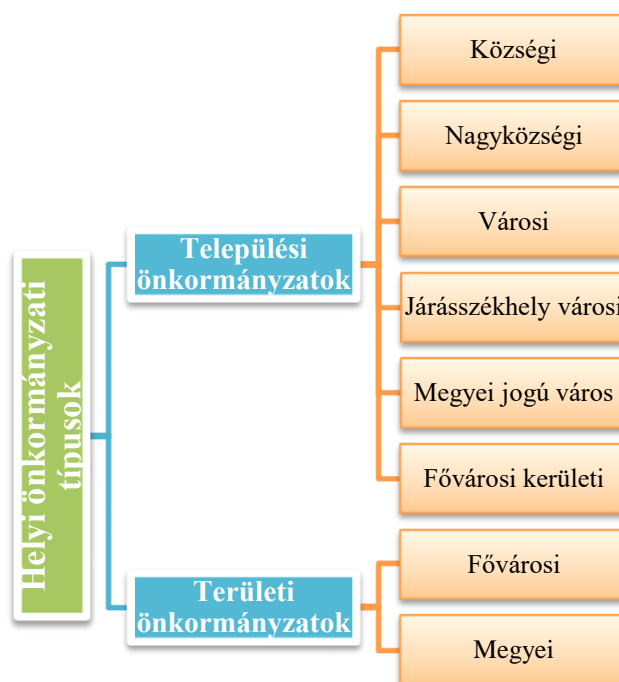 Helyi önkormányzati
típusok
Települési
önkormányzatok
Községi
Nagyközségi
Városi
Járásszékhely városi
Megyei jogú város
Fővárosi kerületi
Területi
önkormányzatok
Fővárosi
Megyei